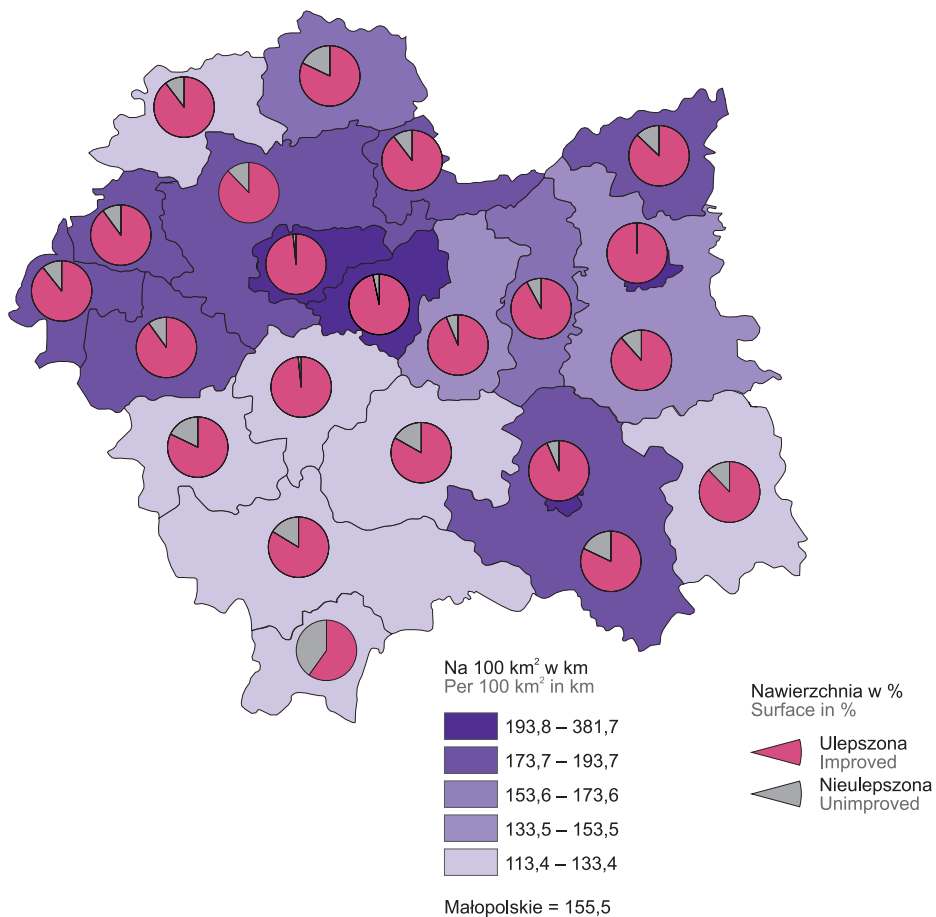 Na 100 km² w km
Per 100 km² in km
193,8 – 381,7
173,7 – 193,7
153,6 – 173,6
133,5 – 153,5
113,4 – 133,4
Małopolskie = 155,5
Nawierzchnia w %
Surface in %
Ulepszona
Improved
Nieulepszona
Unimproved